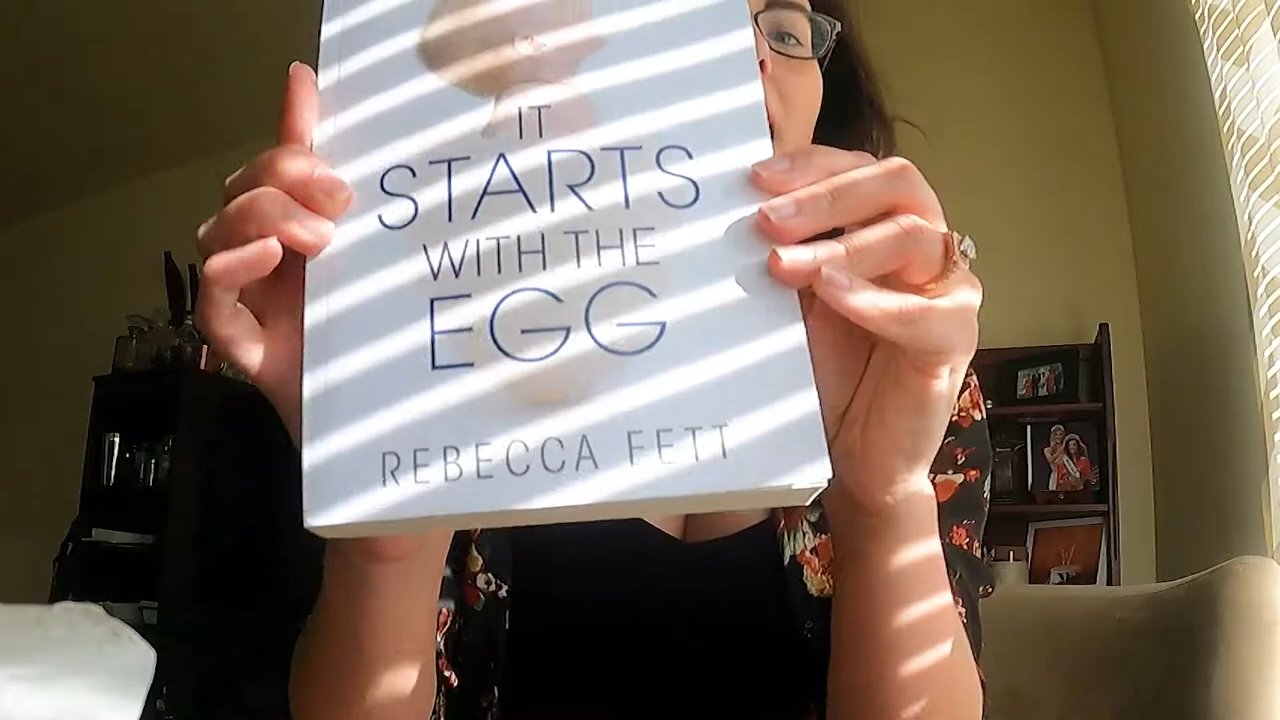 IT
STARTS
WITH THE
EGG
REBECCA FETT